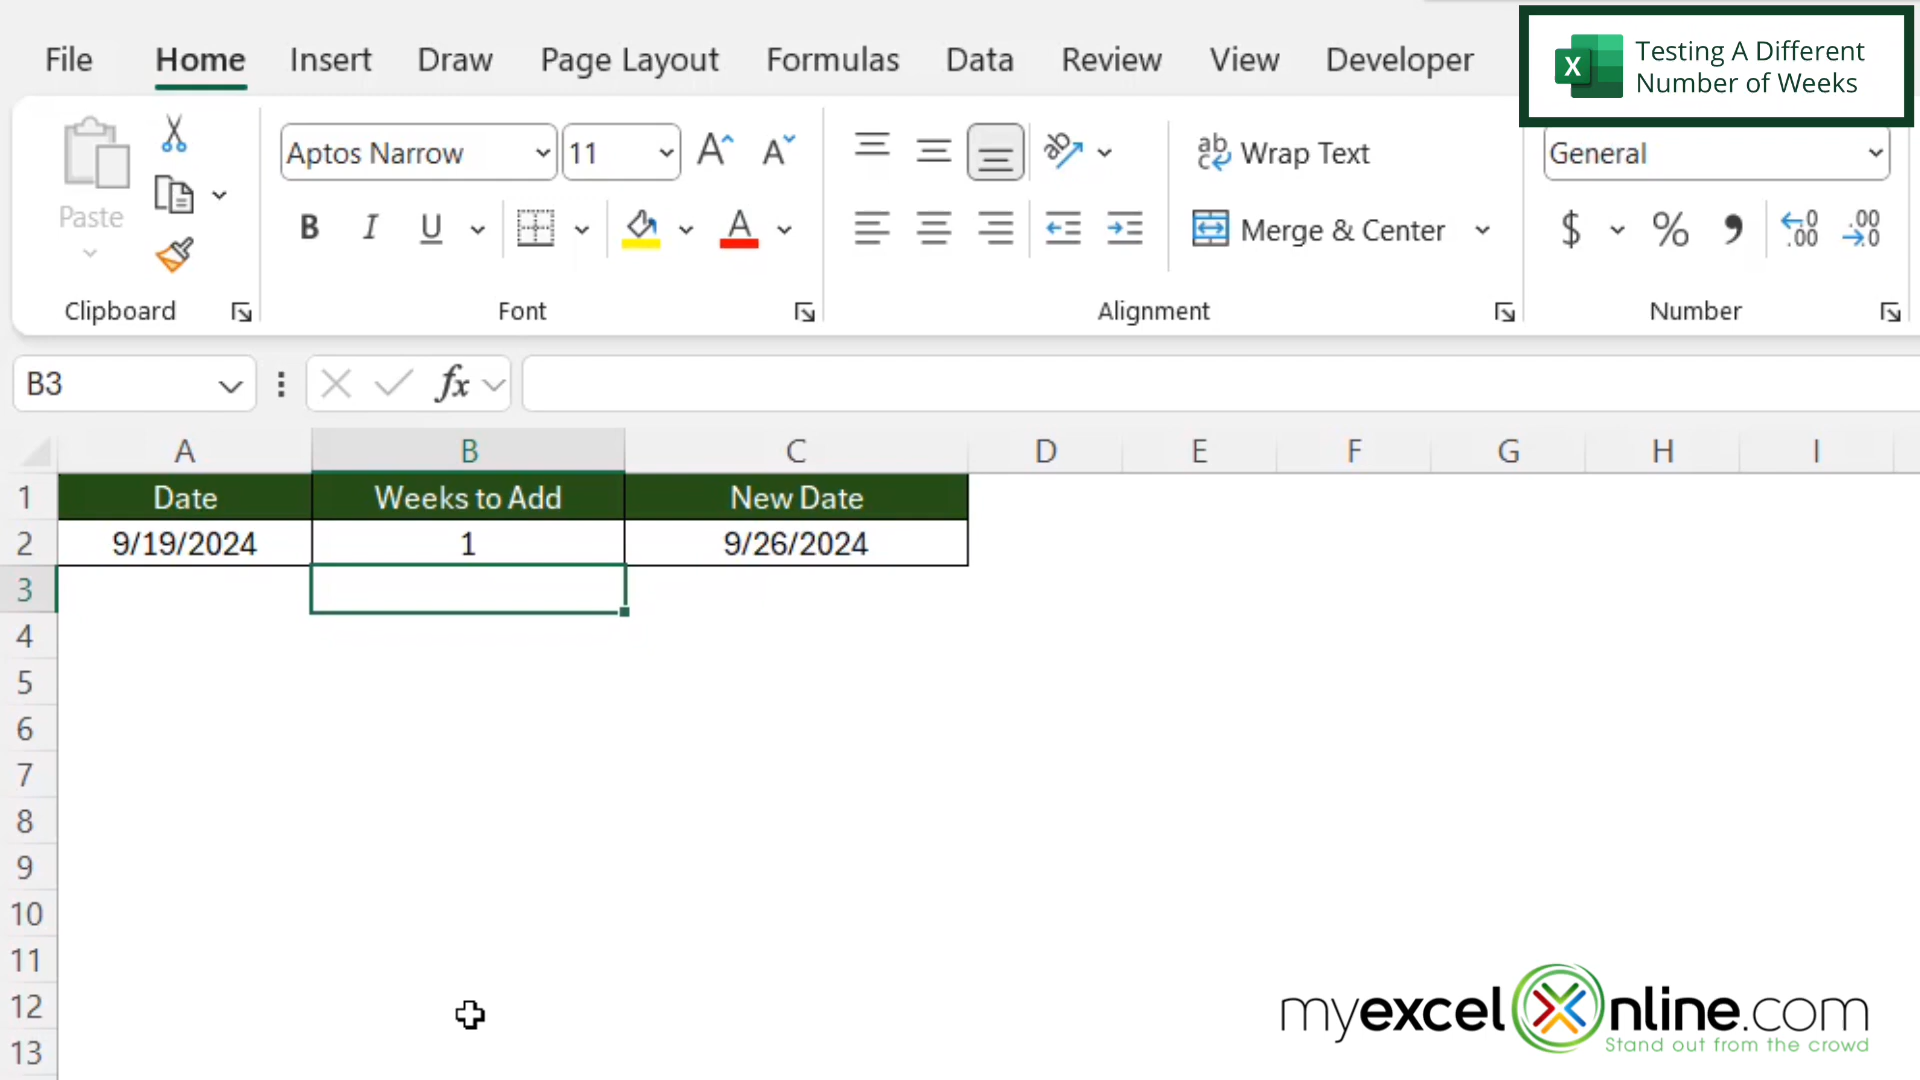 File Home Insert Draw Page Layout Formulas Data Review View Developer
Testing A Different
Number of Weeks
Paste
Aptos Narrow 11
Wrap Text
General
B I U A
Merge & Center
$ % ,
Clipboard Font Alignment Number
B3 fx
A B C D E F G H I
1 Date Weeks to Add New Date
2 9/19/2024 1 9/26/2024
3
4
5
6
7
8
9
10
11
12
13
myexcelonline.com
Stand out from the crowd